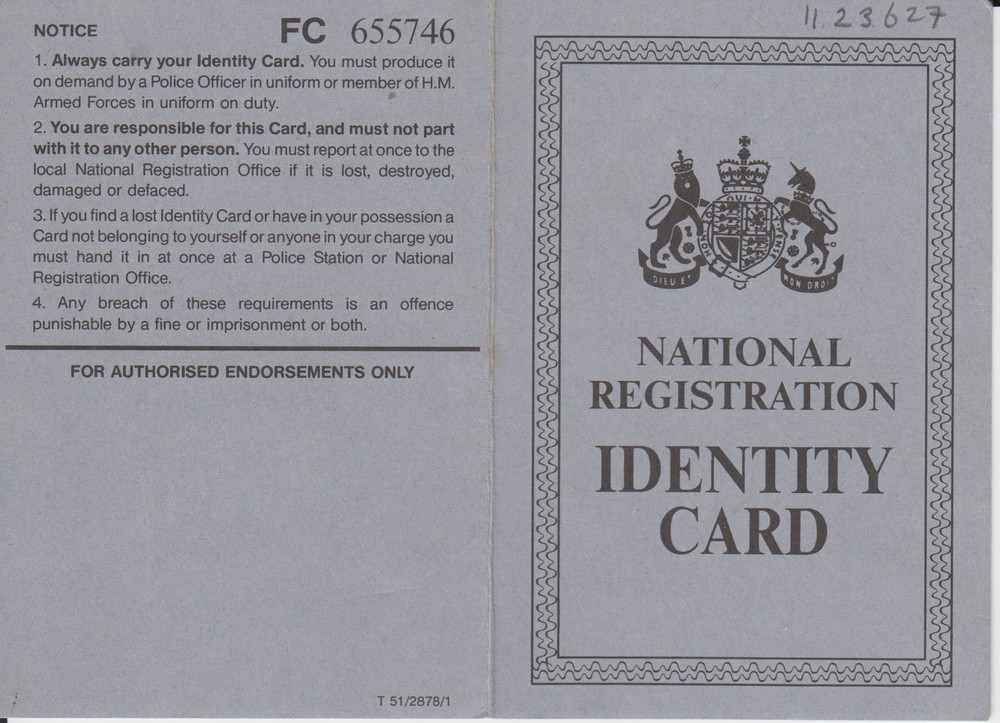 NOTICE FC 655746
1. Always carry your Identity Card. You must produce it
on demand by a Police Officer in uniform or member of H.M.
Armed Forces in uniform on duty.
2. You are responsible for this Card, and must not part
with it to any other person. You must report at once to the
local National Registration Office if it is lost, destroyed,
damaged or defaced.
3. If you find a lost Identity Card or have in your possession a
Card not belonging to yourself or anyone in your charge you
must hand it in at once at a Police Station or National
Registration Office.
4. Any breach of these requirements is an offence
punishable by a fine or imprisonment or both.
FOR AUTHORISED ENDORSEMENTS ONLY
T 51/2878/1
11.23.627
QUI
HON
ENSE
DIEU ET
MON DROIT
NATIONAL
REGISTRATION
IDENTITY
CARD